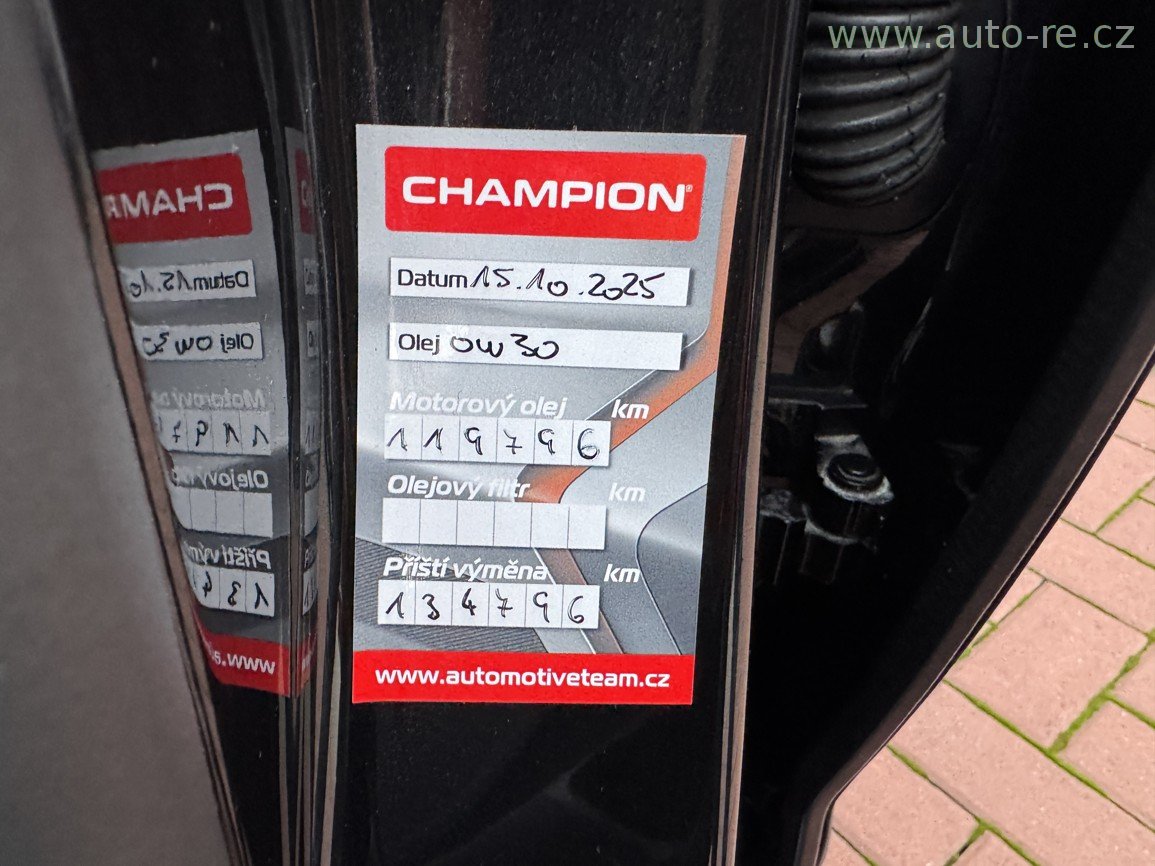 www.auto-re.cz
CHAMPION®
Datum 15.10.2025
Olej 0W30
Motorový olej km
119796
Olejový filtr km
Příští výměna km
134796
www.automotiveteam.cz